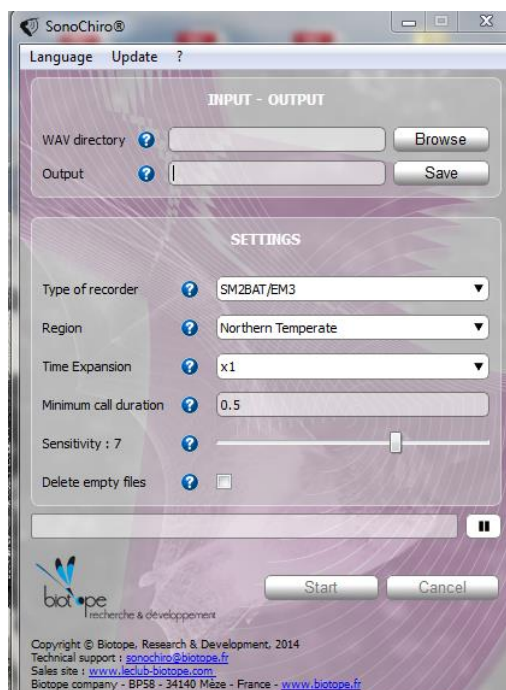 SonoChiro®
Language Update ?
INPUT - OUTPUT
WAV directory ? Browse
Output ? Save
SETTINGS
Type of recorder ? SM2BAT/EM3
Region ? Northern Temperate
Time Expansion ? x1
Minimum call duration ? 0.5
Sensitivity : 7 ?
Delete empty files ?
Start Cancel
biotope
recherche & développement
Copyright © Biotope, Research & Development, 2014
Technical support : sonochiro@biotope.fr
Sales site : www.leclub-biotope.com
Biotope company - BP58 - 34140 Mèze - France - www.biotope.fr